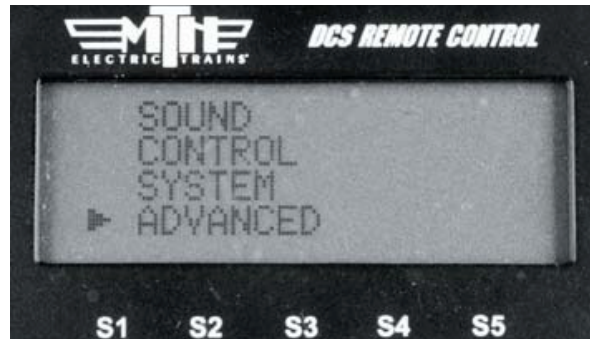 MTH DCS REMOTE CONTROL
ELECTRIC TRAINS
SOUND
CONTROL
SYSTEM
ADVANCED
S1 S2 S3 S4 S5